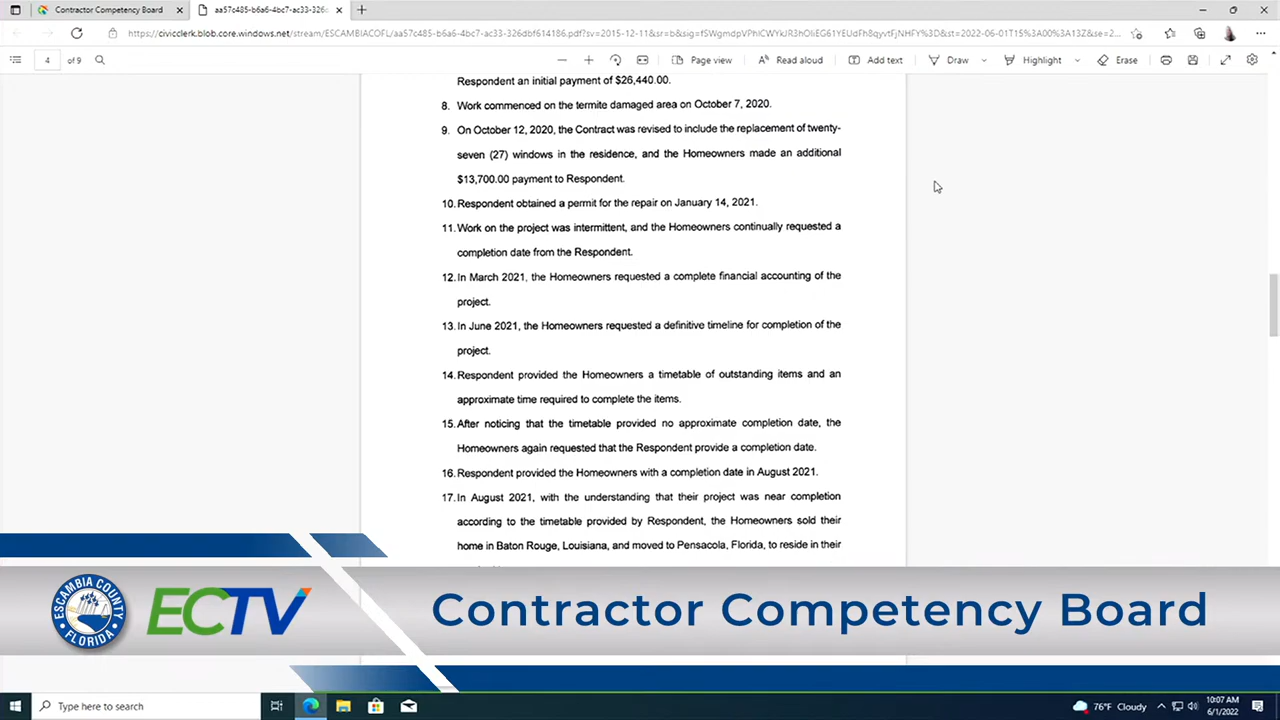 Contractor Competency Board
aa57c485-b6a6-4bc7-ac33-326
4
of 9
Page view
Read aloud
Add text
Draw
Highlight
Erase
Respondent an initial payment of $26,440.00.
8. Work commenced on the termite damaged area on October 7, 2020.
9. On October 12, 2020, the Contract was revised to include the replacement of twenty-
seven (27) windows in the residence, and the Homeowners made an additional
$13,700.00 payment to Respondent.
10. Respondent obtained a permit for the repair on January 14, 2021.
11. Work on the project was intermittent, and the Homeowners continually requested a
completion date from the Respondent.
12. In March 2021, the Homeowners requested a complete financial accounting of the
project.
13. In June 2021, the Homeowners requested a definitive timeline for completion of the
project.
14. Respondent provided the Homeowners a timetable of outstanding items and an
approximate time required to complete the items.
15. After noticing that the timetable provided no approximate completion date, the
Homeowners again requested that the Respondent provide a completion date.
16. Respondent provided the Homeowners with a completion date in August 2021.
17. In August 2021, with the understanding that their project was near completion
according to the timetable provided by Respondent, the Homeowners sold their
home in Baton Rouge, Louisiana, and moved to Pensacola, Florida, to reside in their
ESCAMBIA COUNTY
FLORIDA
ECTV
Contractor Competency Board
Type here to search
76°F Cloudy
10:07 AM
6/1/2022